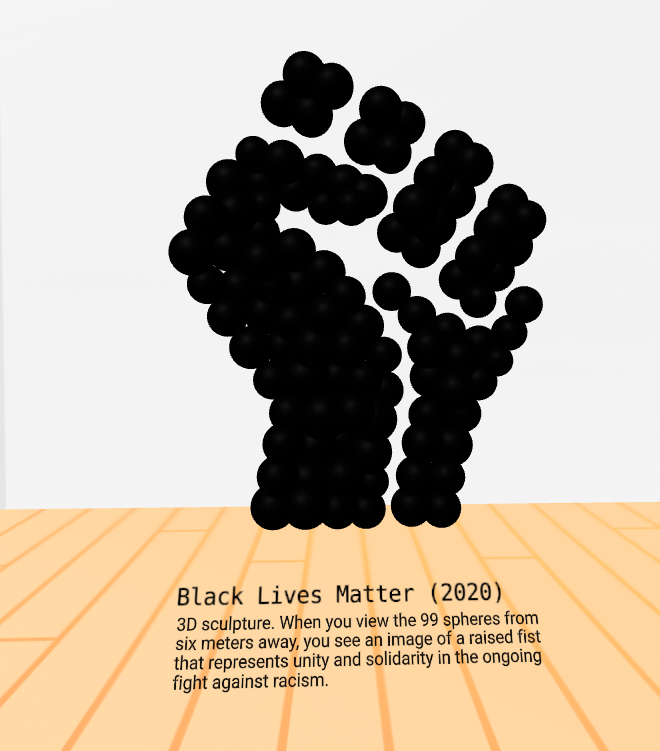 Black Lives Matter (2020)
3D sculpture. When you view the 99 spheres from
six meters away, you see an image of a raised fist
that represents unity and solidarity in the ongoing
fight against racism.